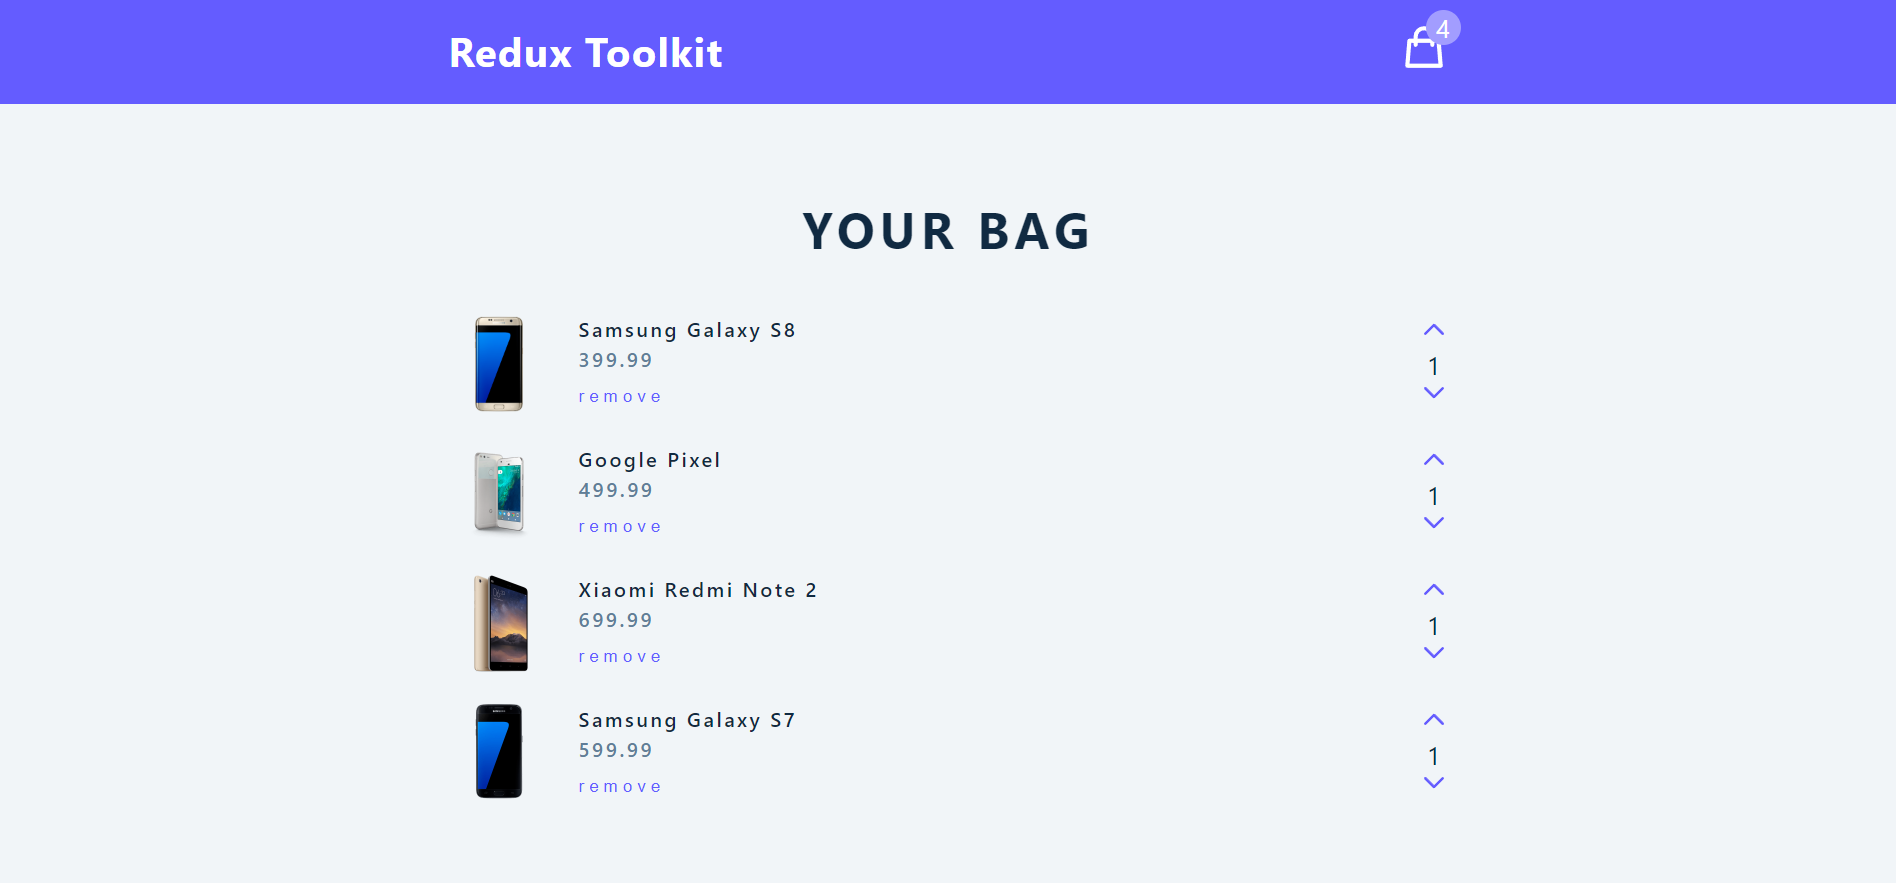 Redux Toolkit
4
YOUR BAG
Samsung Galaxy S8
399.99
remove
1
Google Pixel
499.99
remove
1
Xiaomi Redmi Note 2
699.99
remove
1
Samsung Galaxy S7
599.99
remove
1